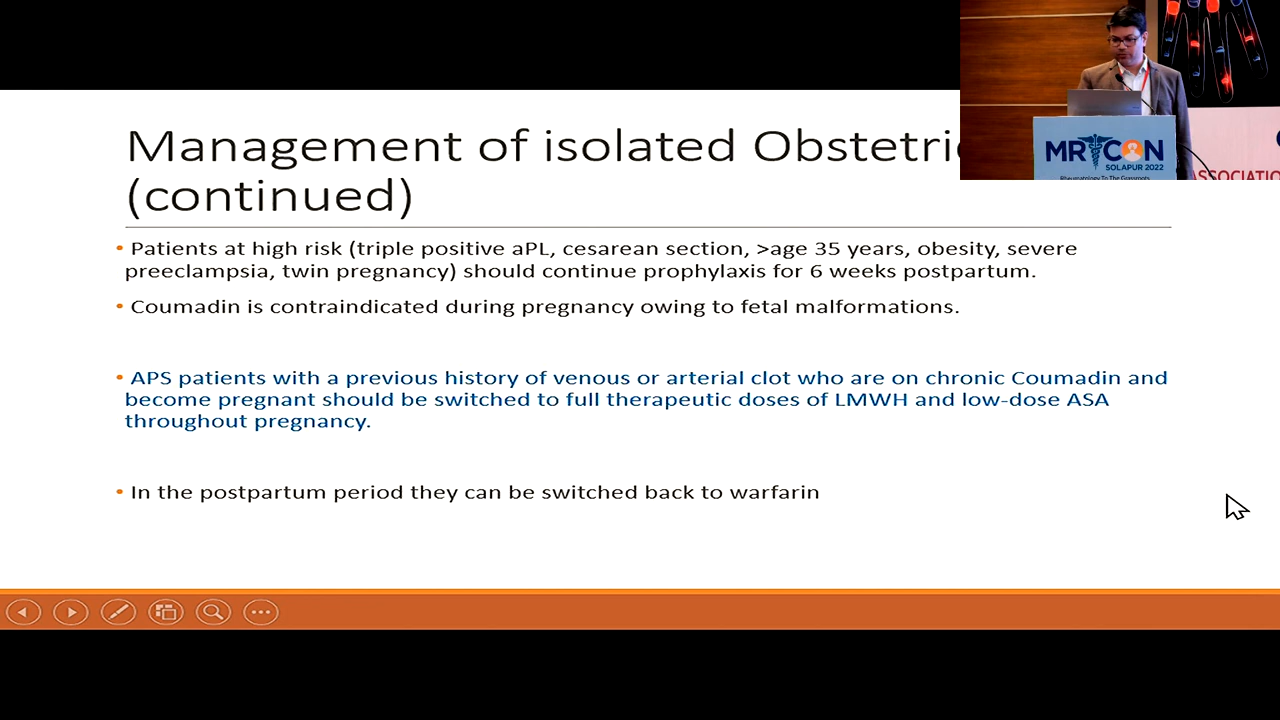 Management of isolated Obstetri
(continued)
• Patients at high risk (triple positive aPL, cesarean section, >age 35 years, obesity, severe
preeclampsia, twin pregnancy) should continue prophylaxis for 6 weeks postpartum.
• Coumadin is contraindicated during pregnancy owing to fetal malformations.
• APS patients with a previous history of venous or arterial clot who are on chronic Coumadin and
become pregnant should be switched to full therapeutic doses of LMWH and low-dose ASA
throughout pregnancy.
• In the postpartum period they can be switched back to warfarin
MRCON
SOLAPUR 2022
Rheumatology To The Grassroots
ASSOCIATIO